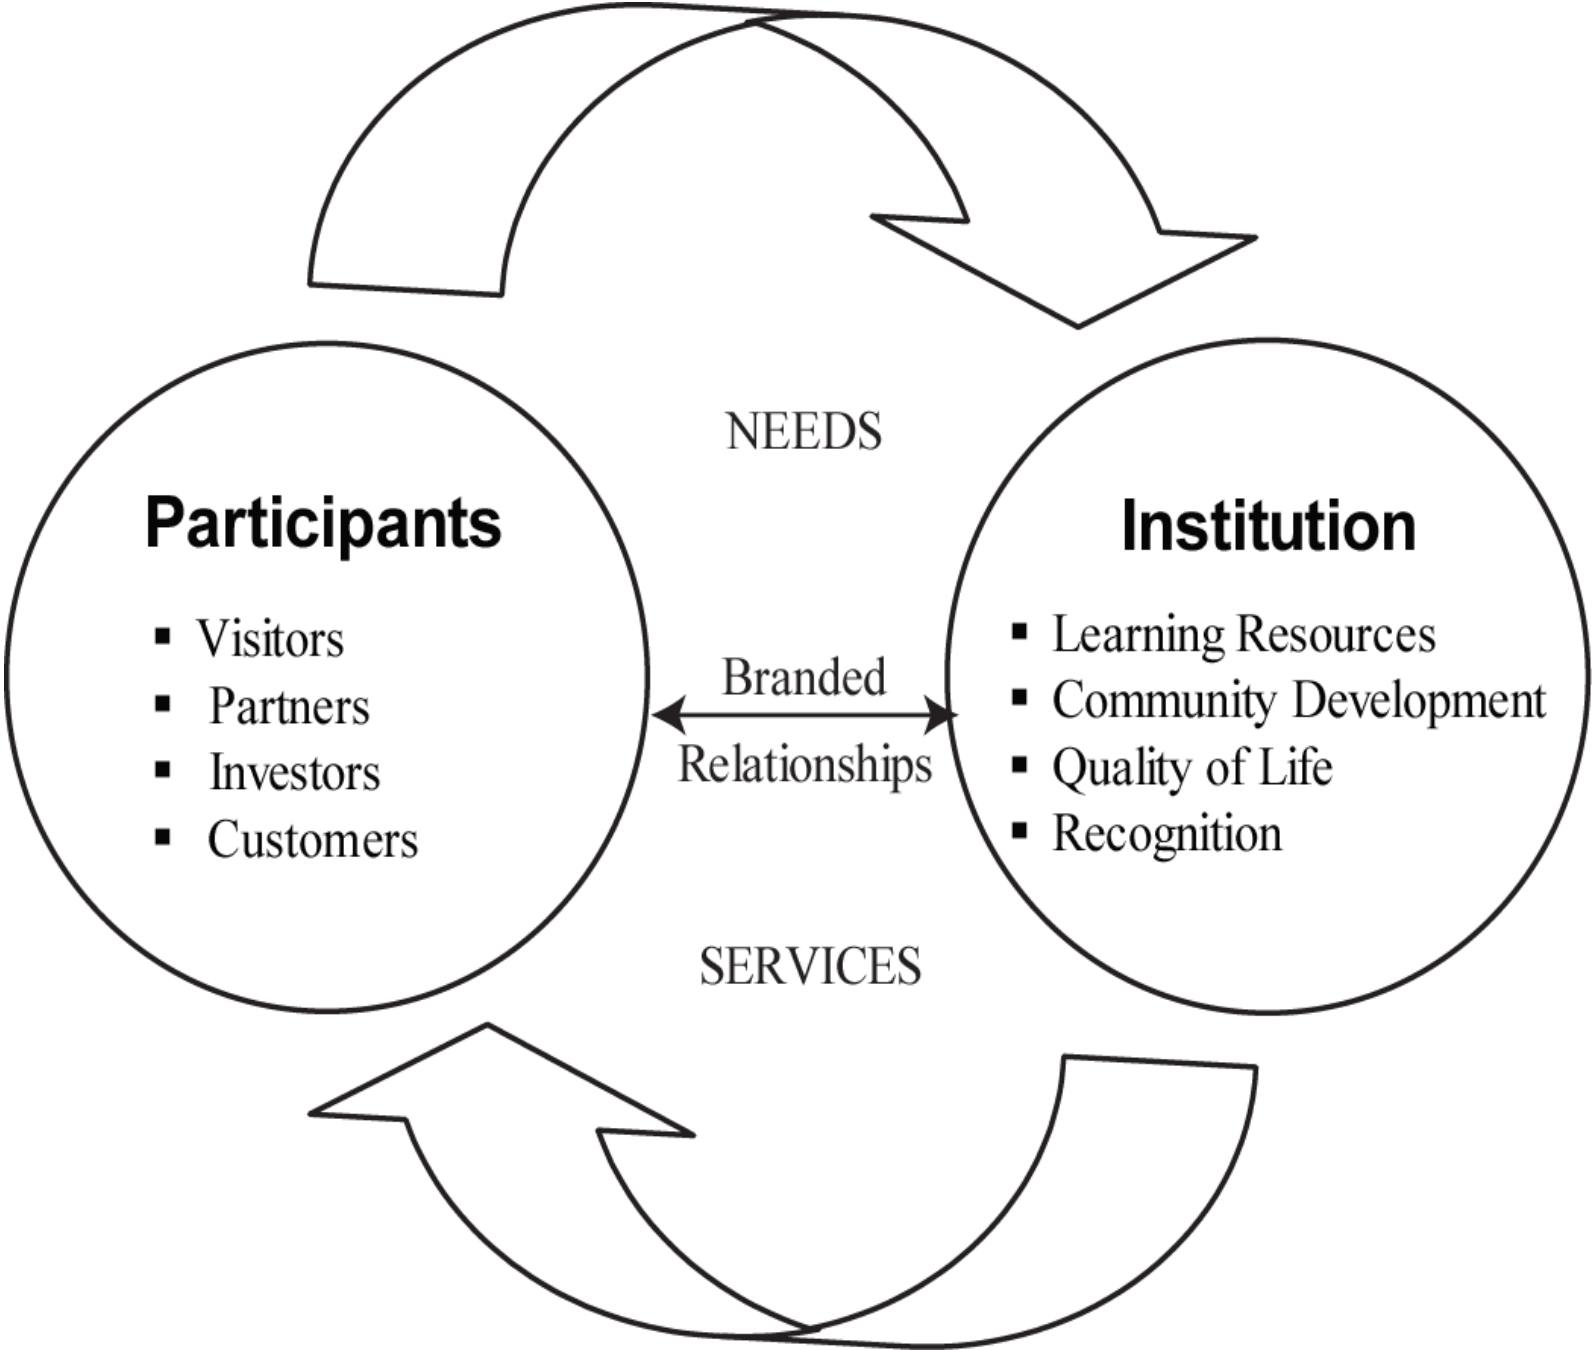 NEEDS
Participants
▪ Visitors
▪ Partners
▪ Investors
▪ Customers
Branded
Relationships
Institution
▪ Learning Resources
▪ Community Development
▪ Quality of Life
▪ Recognition
SERVICES